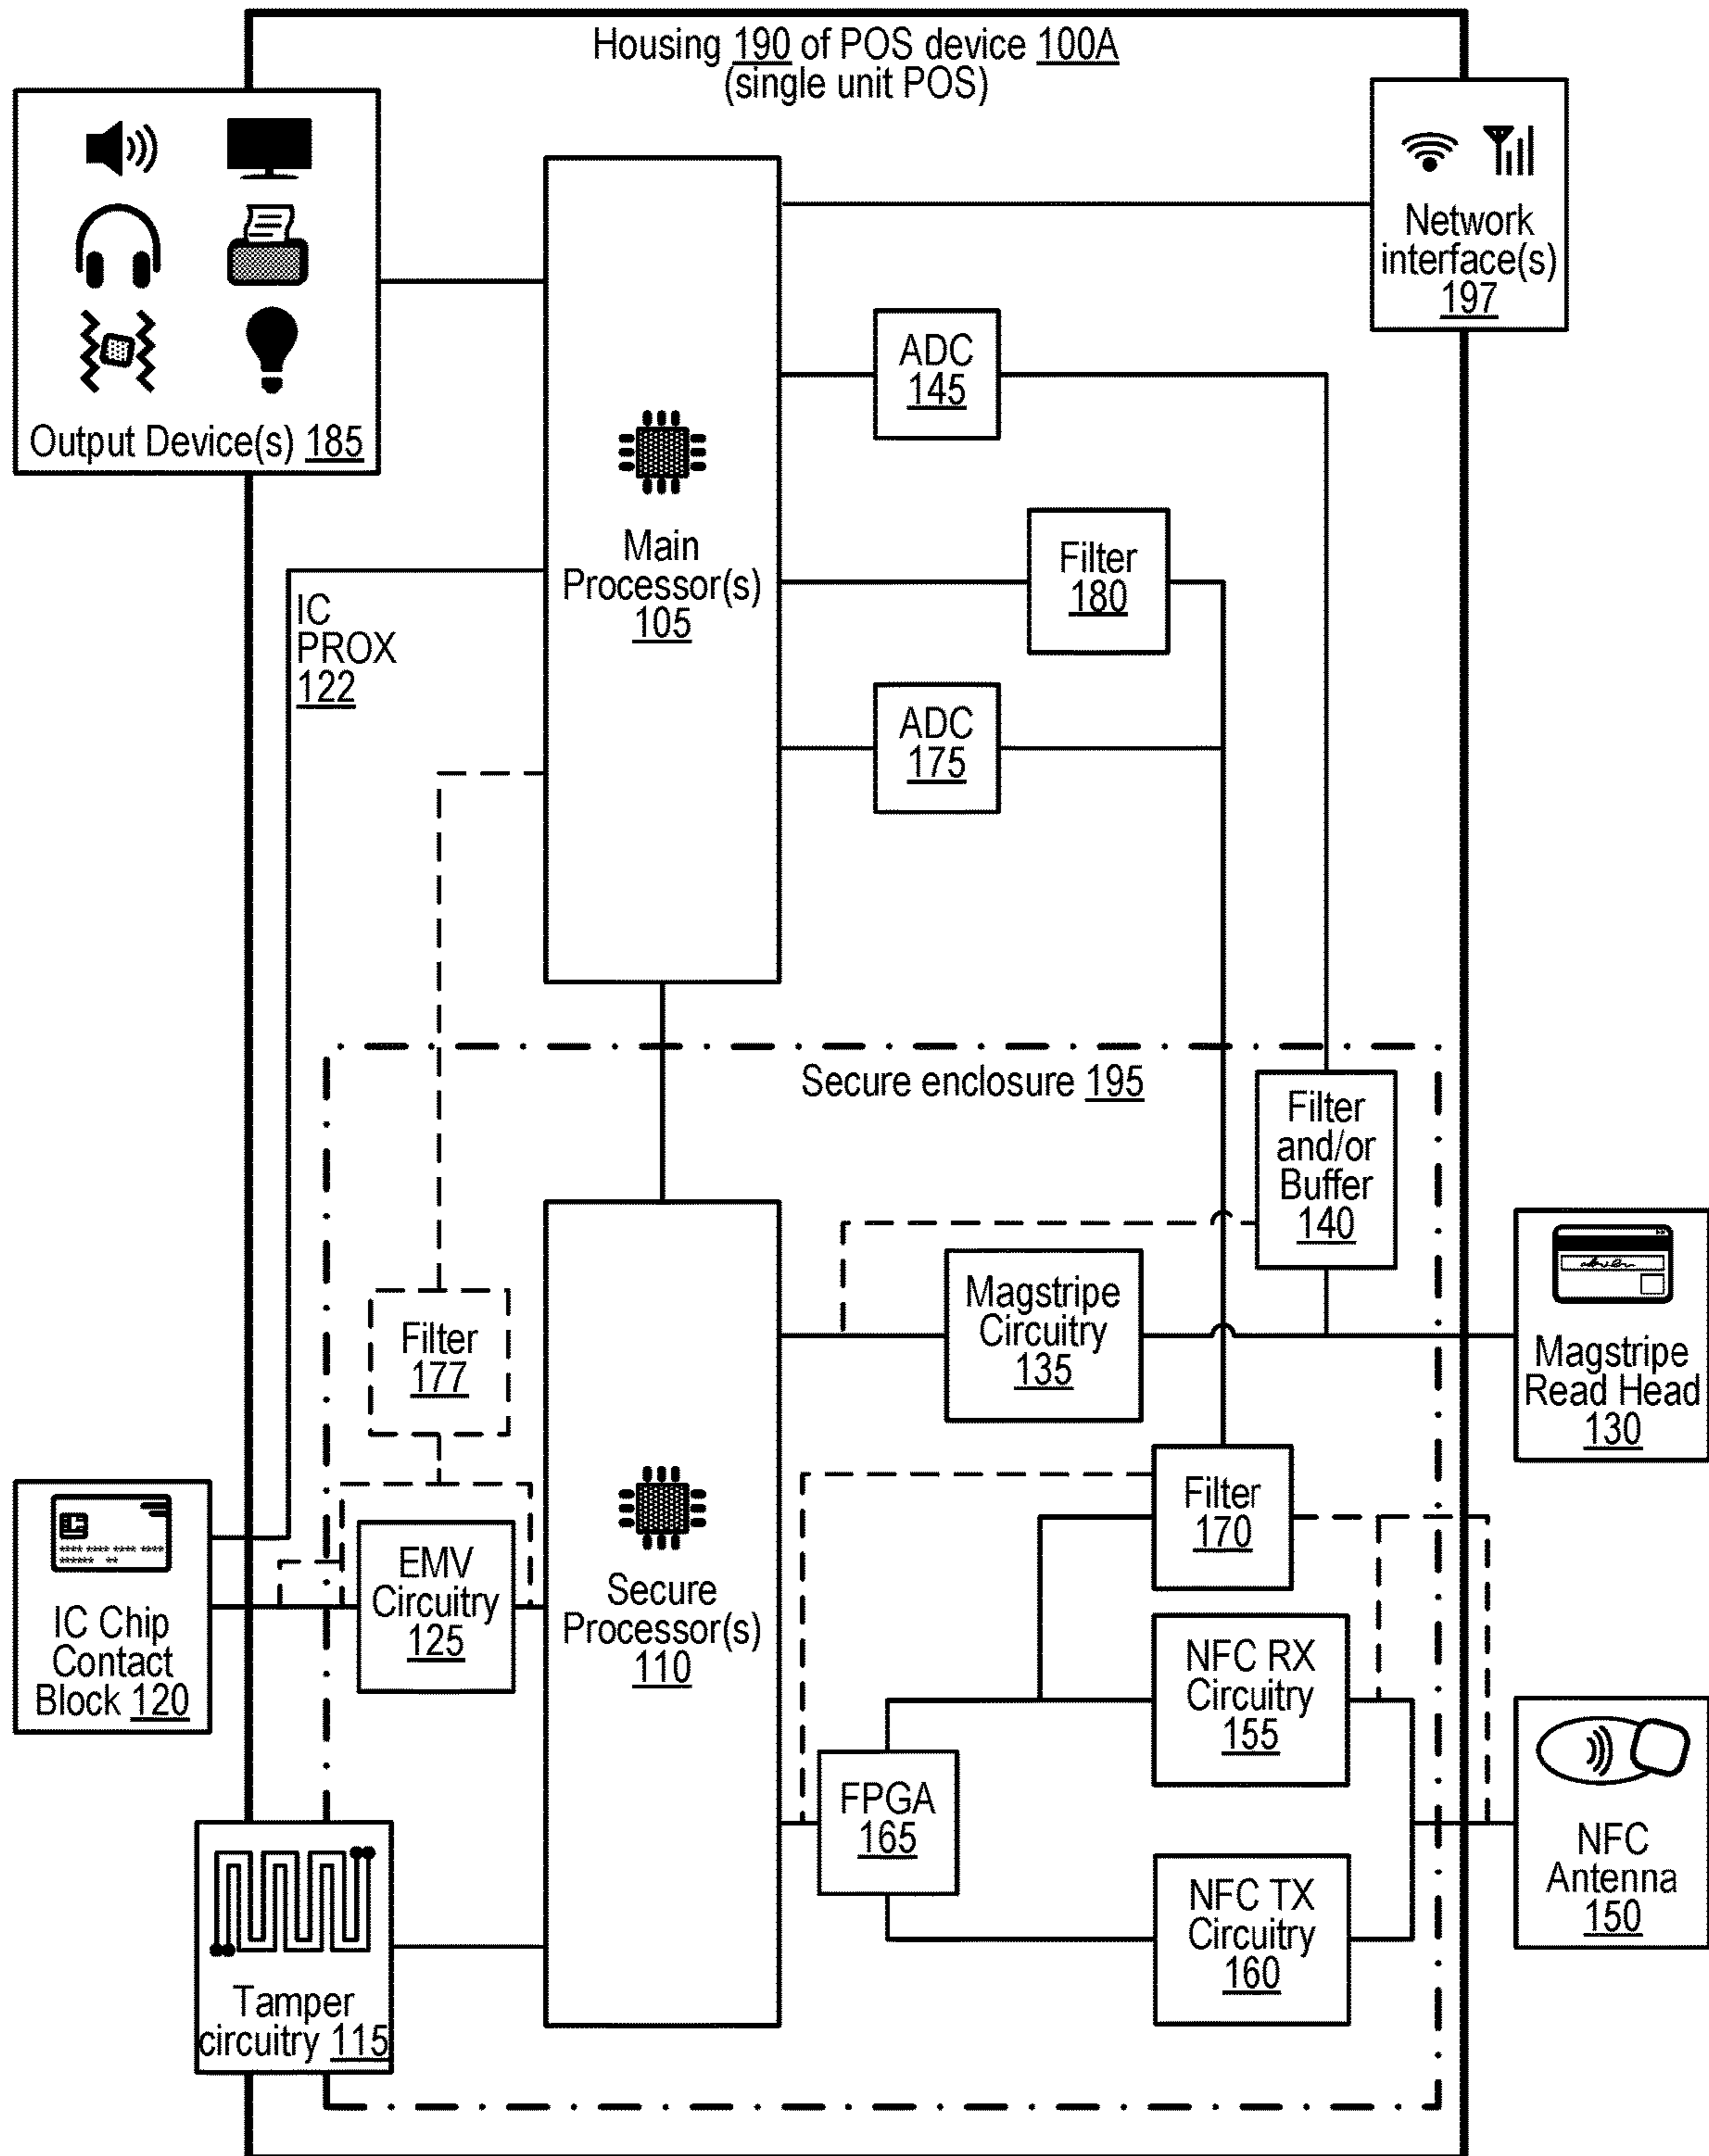 Housing 190 of POS device 100A
(single unit POS)
Output Device(s) 185
Network
interface(s)
197
ADC
145
Main
Processor(s)
105
Filter
180
IC
PROX
122
ADC
175
Secure enclosure 195
Filter
and/or
Buffer
140
Magstripe
Circuitry
135
Magstripe
Read Head
130
Filter
177
Filter
170
EMV
Circuitry
125
IC Chip
Contact
Block 120
Secure
Processor(s)
110
NFC RX
Circuitry
155
FPGA
165
NFC Antenna
150
NFC TX
Circuitry
160
Tamper
circuitry 115